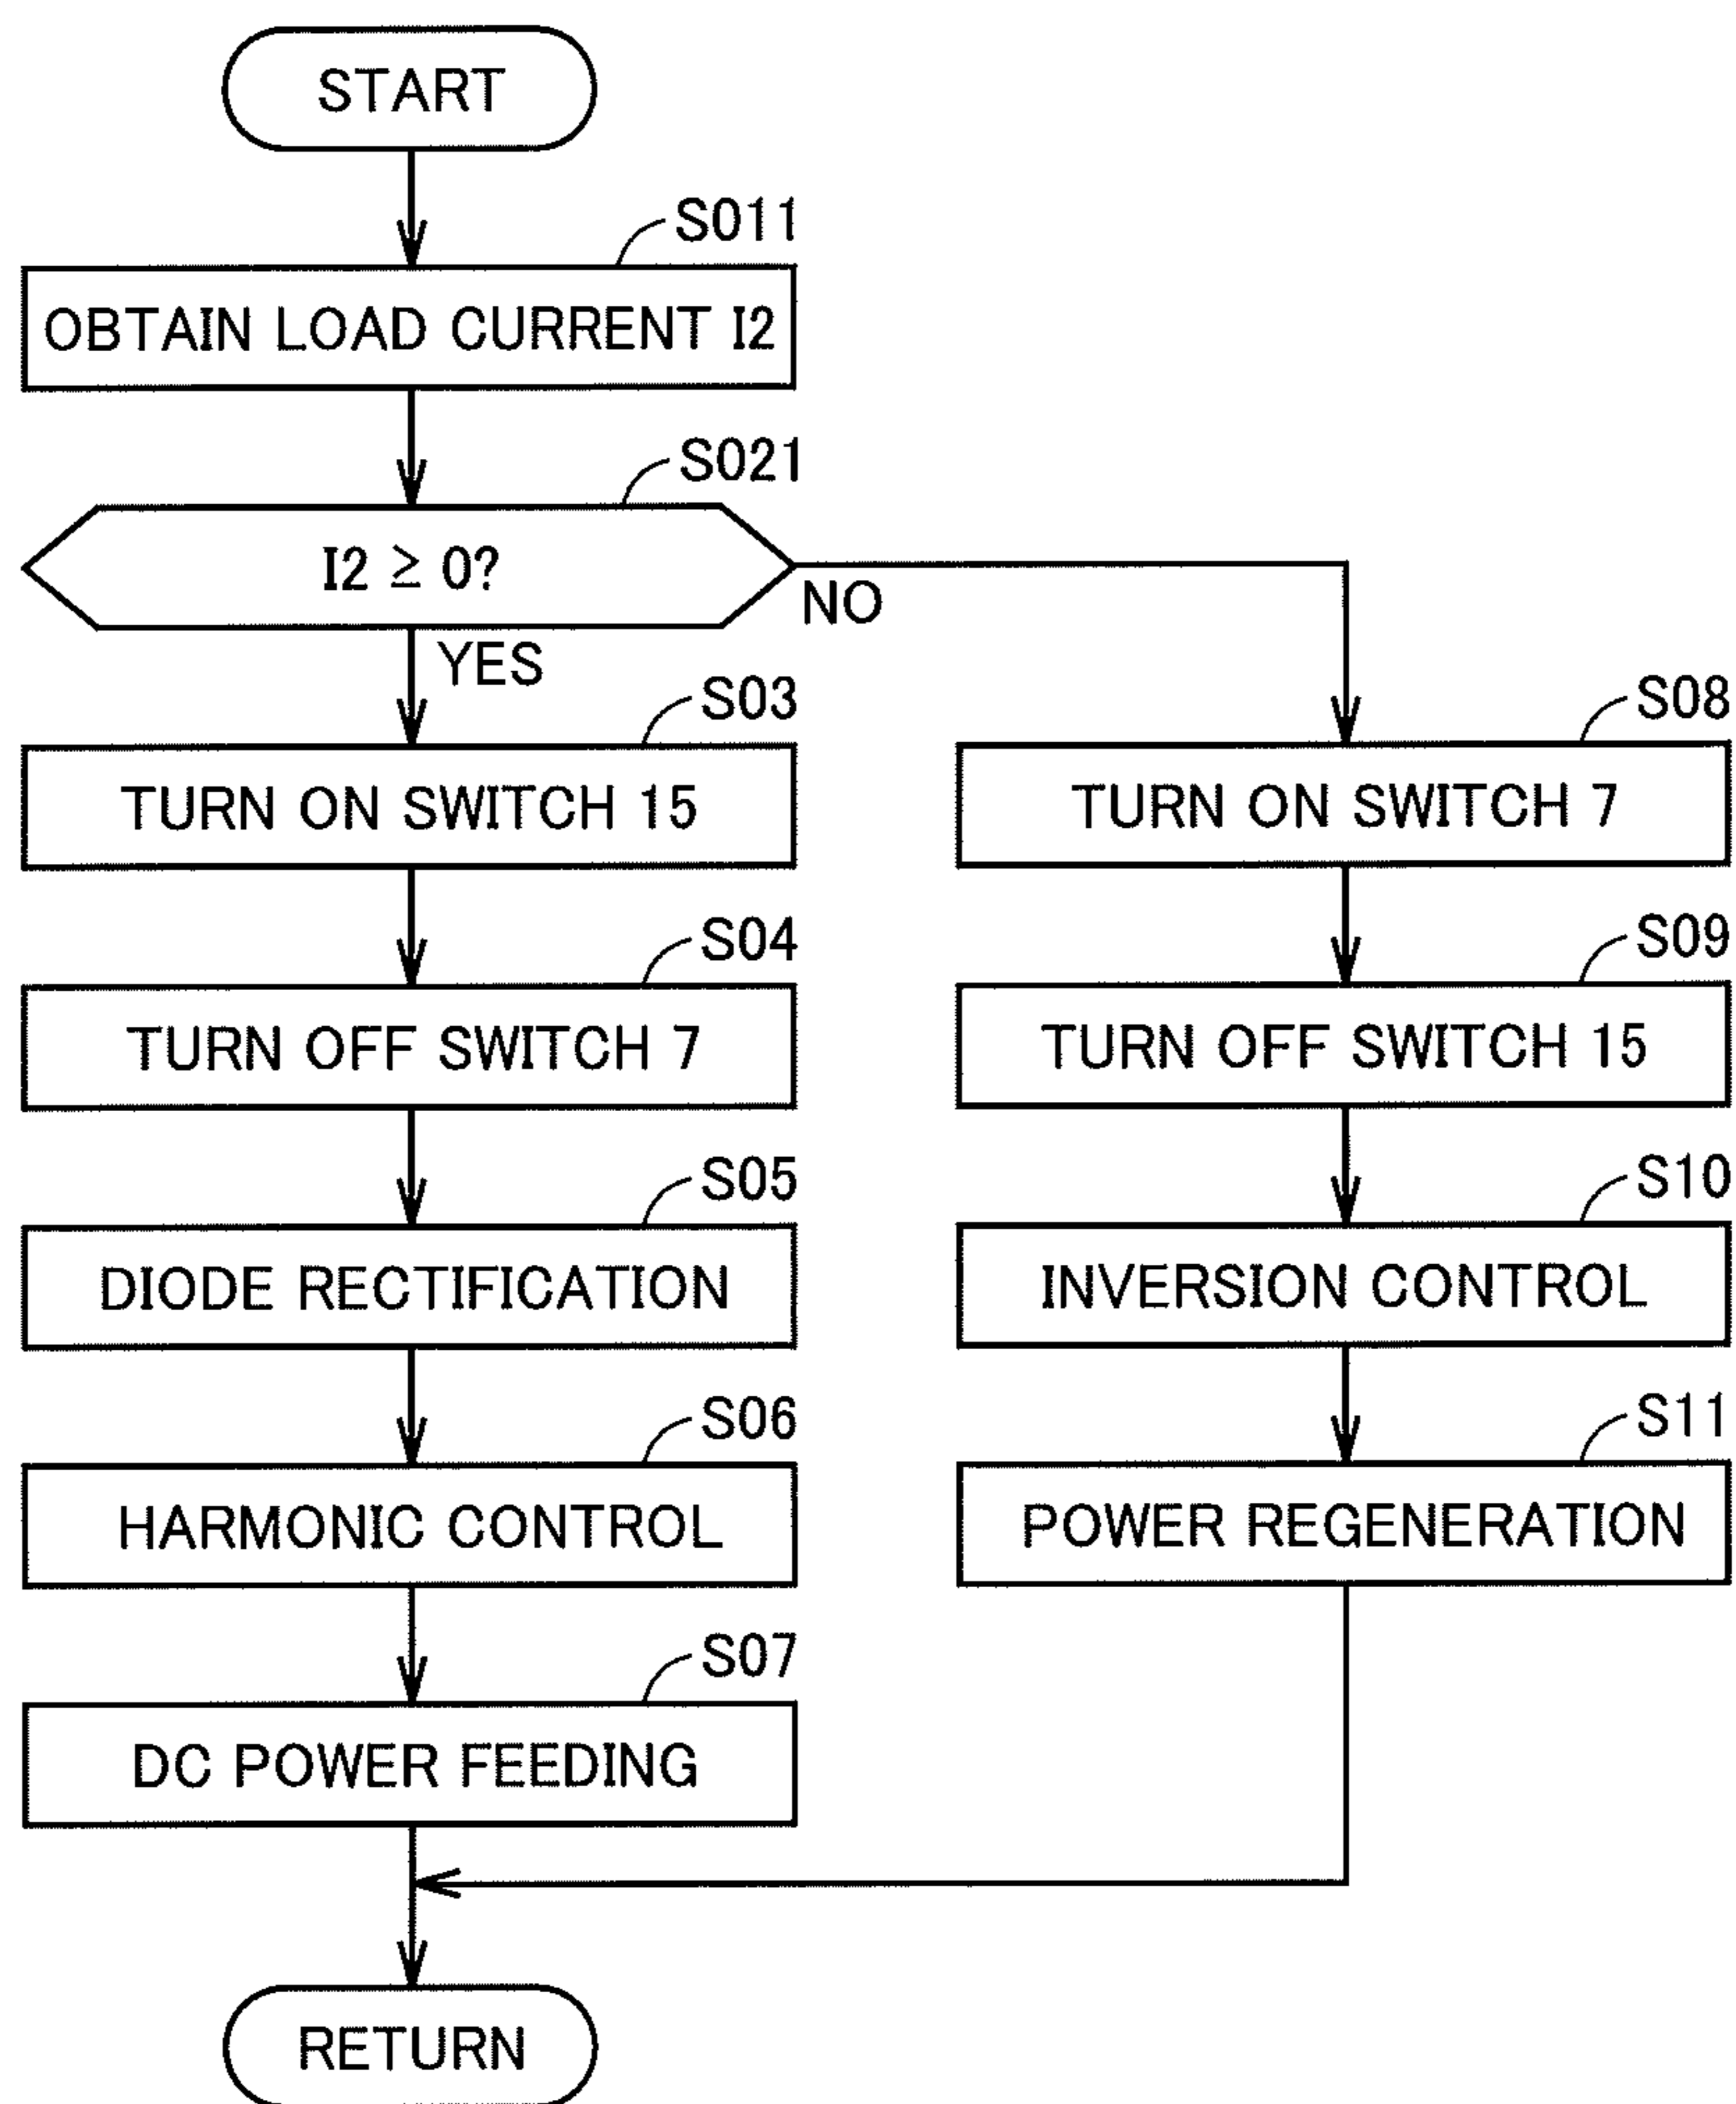 START
S011
OBTAIN LOAD CURRENT I2
S021
I2 ≥ 0?
NO
YES
S03
TURN ON SWITCH 15
S04
TURN OFF SWITCH 7
S05
DIODE RECTIFICATION
S06
HARMONIC CONTROL
S07
DC POWER FEEDING
S08
TURN ON SWITCH 7
S09
TURN OFF SWITCH 15
S10
INVERSION CONTROL
S11
POWER REGENERATION
RETURN